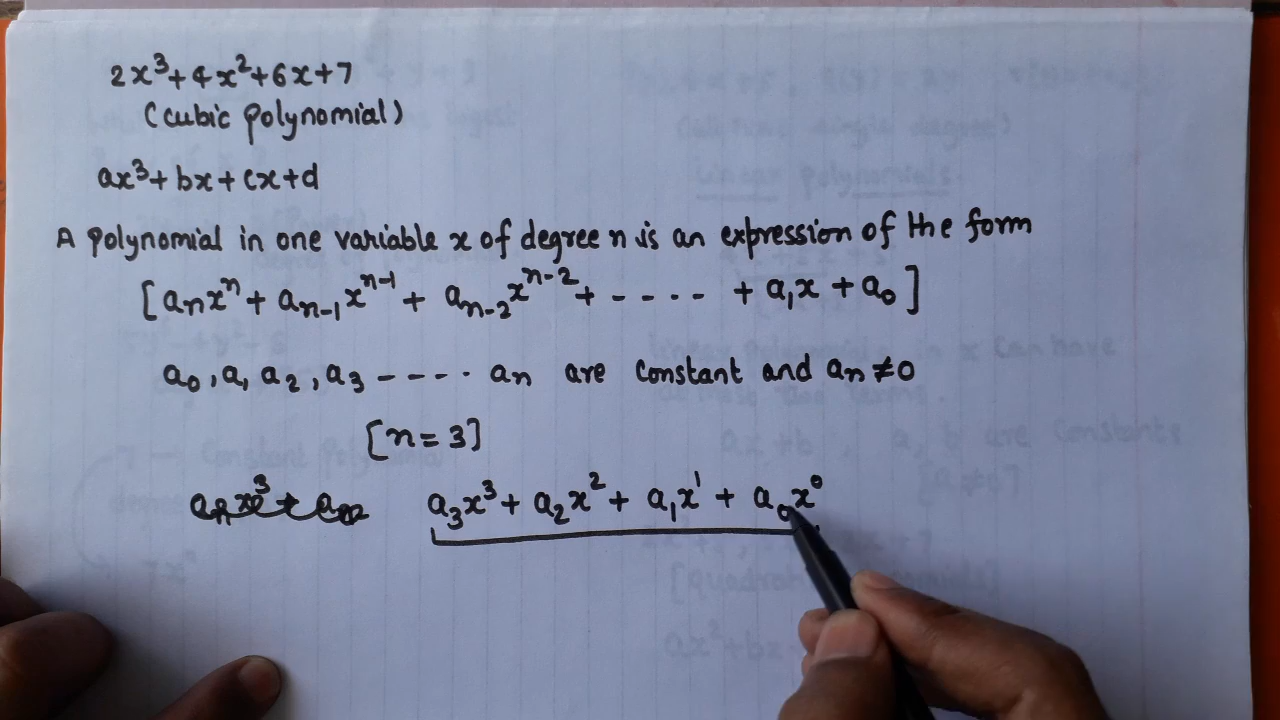 2x³+4x²+6x+7
(cubic polynomial)
ax³+bx+cx+d
A polynomial in one variable x of degree n is an expression of the form
[aₙxⁿ + aₙ₋₁xⁿ⁻¹ + aₙ₋₂xⁿ⁻² + - - - - + a₁x + a₀]
a₀, a₁ a₂, a₃ - - - - aₙ are constant and aₙ ≠ 0
[n = 3]
a₃x³ + a₂x² + a₁x¹ + a₀x⁰